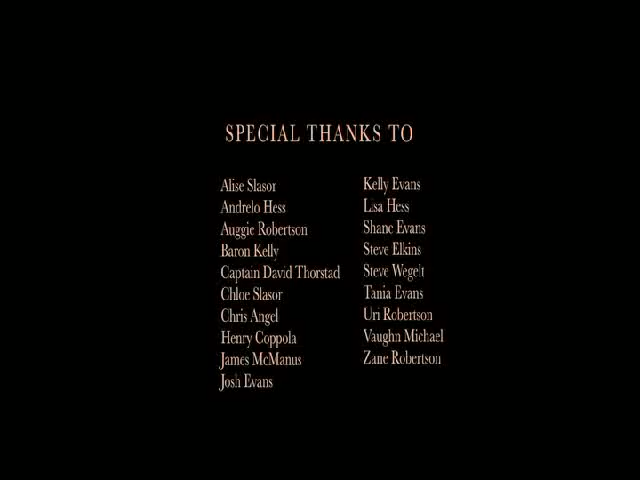 SPECIAL THANKS TO
Alise Slasor
Andrelo Hess
Auggie Robertson
Baron Kelly
Captain David Thorstad
Chloe Slasor
Chris Angel
Henry Coppola
James McManus
Josh Evans
Kelly Evans
Lisa Hess
Shane Evans
Steve Elkins
Steve Wegelt
Tania Evans
Uri Robertson
Vaughn Michael
Zane Robertson